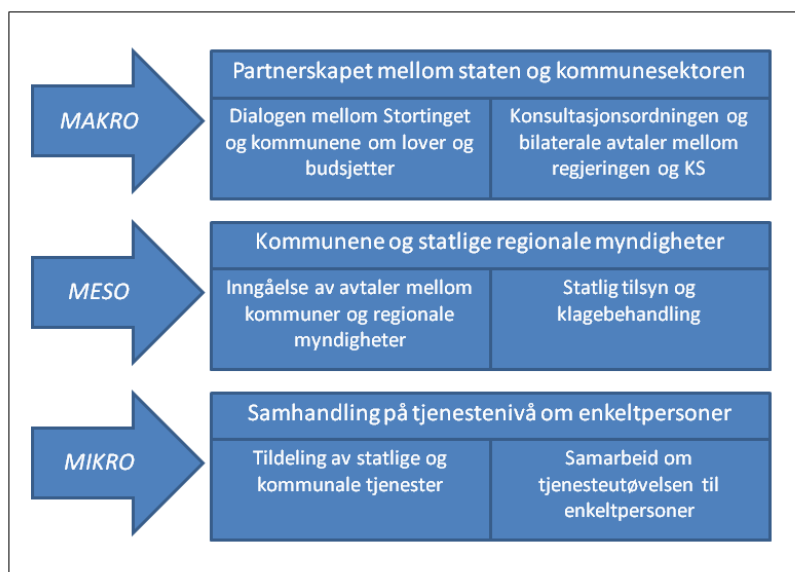 MAKRO
Partnerskapet mellom staten og kommunesektoren
Dialogen mellom Stortinget
og kommunene om lover og
budsjetter
Konsultasjonsordningen og
bilaterale avtaler mellom
regjeringen og KS
MESO
Kommunene og statlige regionale myndigheter
Inngåelse av avtaler mellom
kommuner og regionale
myndigheter
Statlig tilsyn og
klagebehandling
MIKRO
Samhandling på tjenestenivå om enkeltpersoner
Tildeling av statlige og
kommunale tjenester
Samarbeid om
tjenesteutøvelsen til
enkeltpersoner